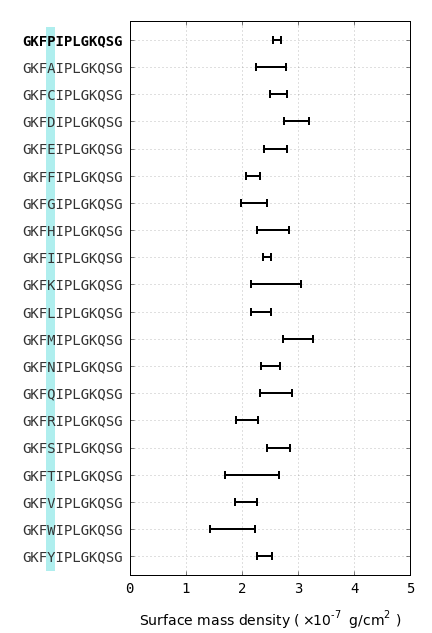 GKFPIPLGKQSG
GKFAIPLGKQSG
GKFCIPLGKQSG
GKFDIPLGKQSG
GKFEIPLGKQSG
GKFFIPLGKQSG
GKFGIPLGKQSG
GKFHIPLGKQSG
GKFIIPLGKQSG
GKFKIPLGKQSG
GKFLIPLGKQSG
GKFMIPLGKQSG
GKFNIPLGKQSG
GKFQIPLGKQSG
GKFRIPLGKQSG
GKFSIPLGKQSG
GKFTIPLGKQSG
GKFVIPLGKQSG
GKFWIPLGKQSG
GKFYIPLGKQSG
0 1 2 3 4 5
Surface mass density ( ×10⁻⁷ g/cm² )